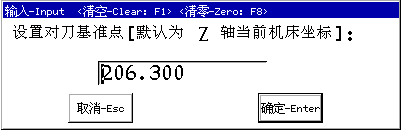 输入-Input <清空-Clear: F1> <清零-Zero: F8>
设置对刀基准点[默认为 Z 轴当前机床坐标]:
206.300
取消-Esc 确定-Enter